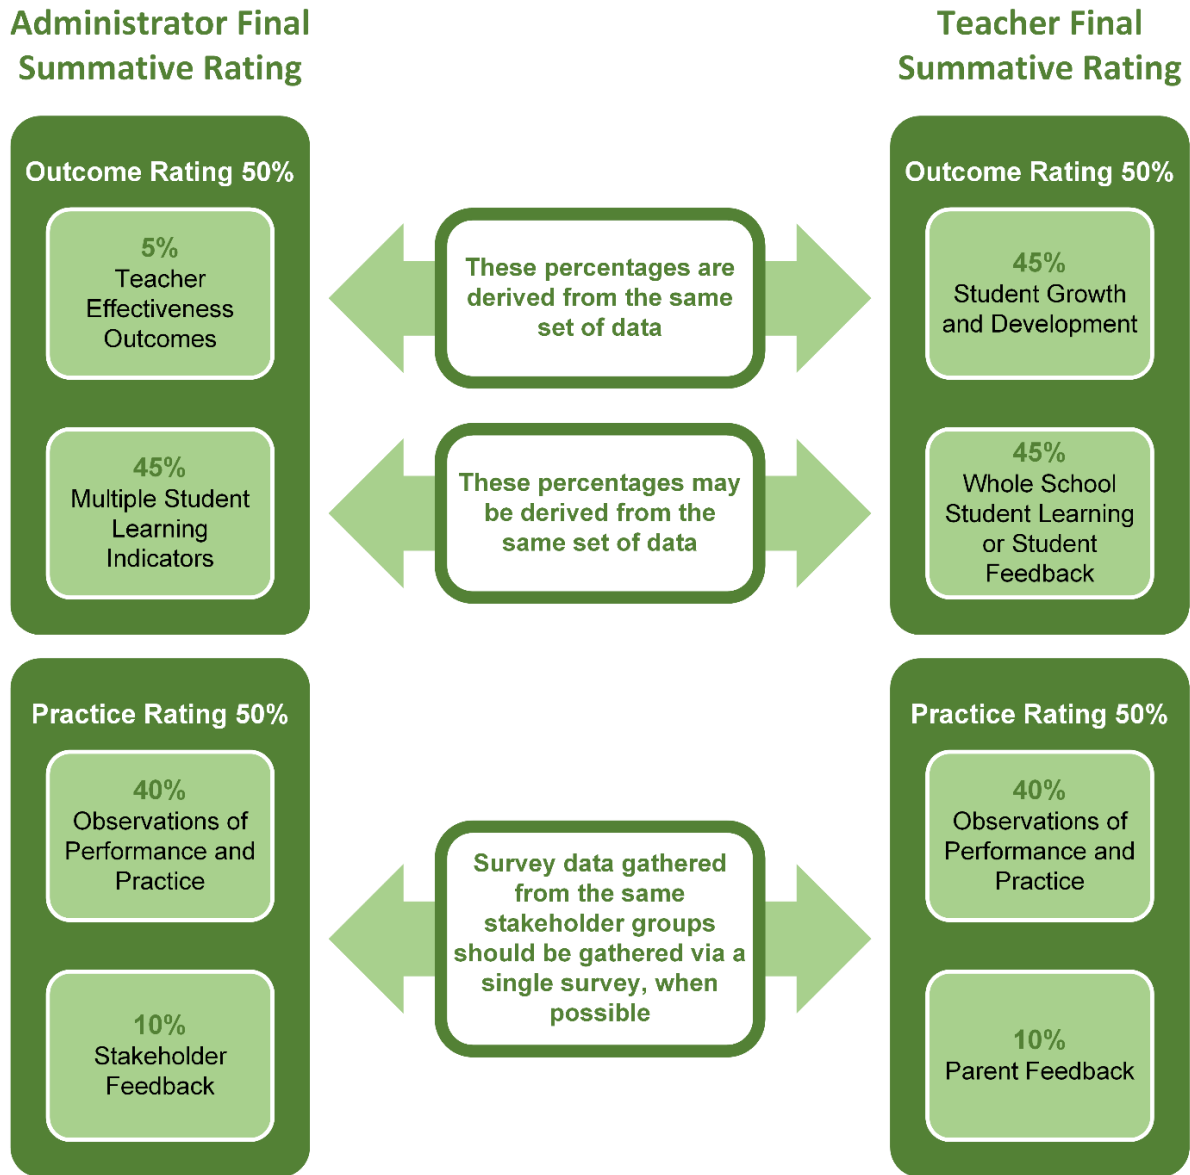 Administrator Final
Summative Rating
Outcome Rating 50%
5%
Teacher
Effectiveness
Outcomes
45%
Multiple Student
Learning
Indicators
Practice Rating 50%
40%
Observations of
Performance and
Practice
10%
Stakeholder
Feedback
These percentages are
derived from the same
set of data
These percentages may
be derived from the
same set of data
Survey data gathered
from the same
stakeholder groups
should be gathered via a
single survey, when
possible
Teacher Final
Summative Rating
Outcome Rating 50%
45%
Student Growth
and Development
45%
Whole School
Student Learning
or Student
Feedback
Practice Rating 50%
40%
Observations of
Performance and
Practice
10%
Parent Feedback